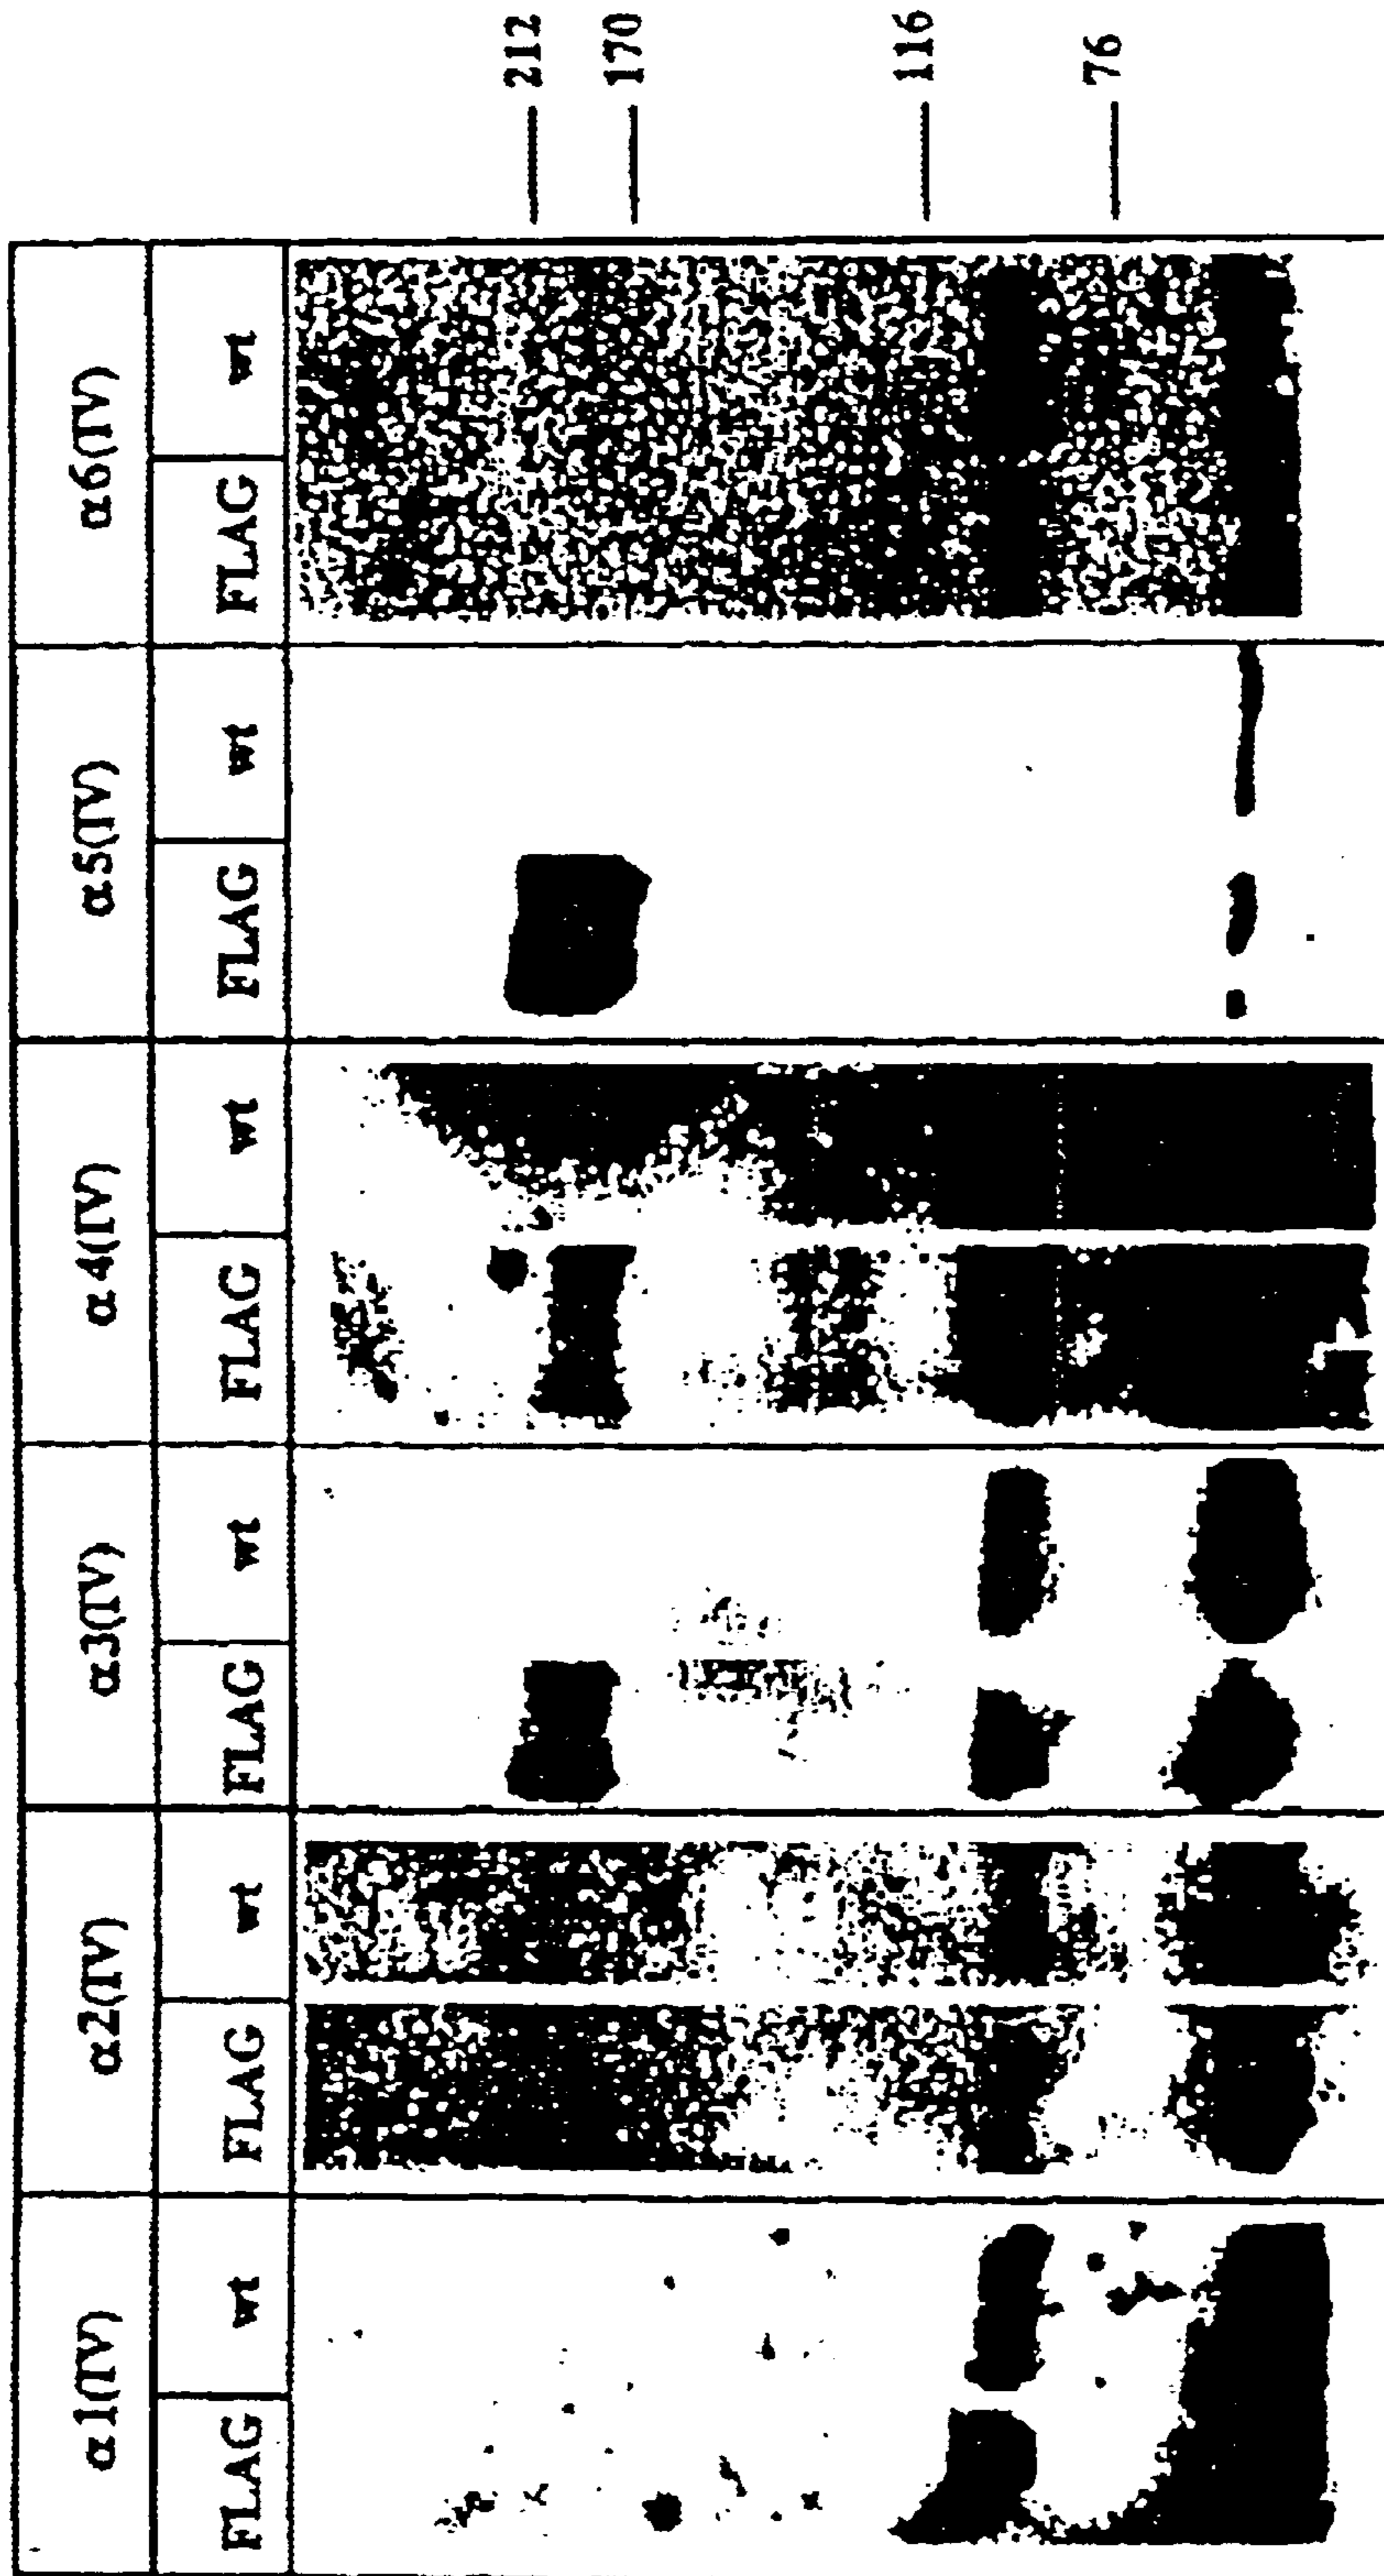 α1(IV) α2(IV) α3(IV) α4(IV) α5(IV) α6(IV)
FLAG wt FLAG wt FLAG wt FLAG wt FLAG wt FLAG wt
212
170
116
76